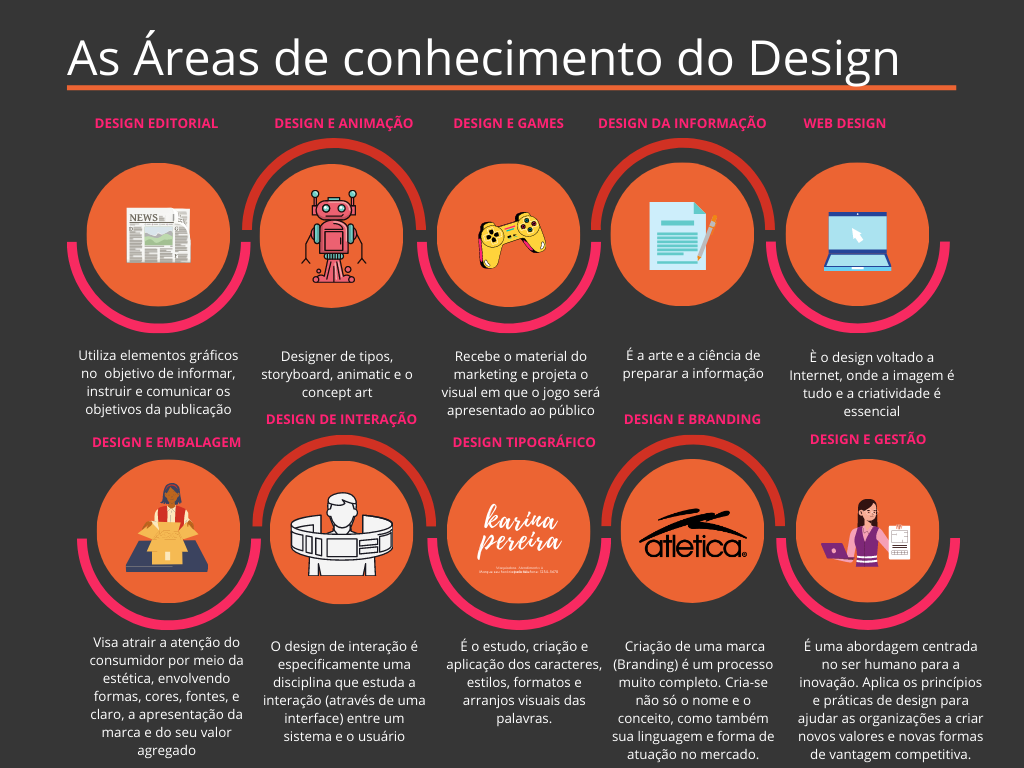 As Áreas de conhecimento do Design
DESIGN EDITORIAL
DESIGN E ANIMAÇÃO
DESIGN E GAMES
DESIGN DA INFORMAÇÃO
WEB DESIGN
NEWS
Utiliza elementos gráficos
no objetivo de informar,
instruir e comunicar os
objetivos da publicação
Designer de tipos,
storyboard, animatic e o
concept art
Recebe o material do
marketing e projeta o
visual em que o jogo será
apresentado ao público
É a arte e a ciência de
preparar a informação
È o design voltado a
Internet, onde a imagem é
tudo e a criatividade é
essencial
DESIGN E EMBALAGEM
DESIGN DE INTERAÇÃO
DESIGN TIPOGRÁFICO
DESIGN E BRANDING
DESIGN E GESTÃO
karina
pereira
atletica®
Visa atrair a atenção do
consumidor por meio da
estética, envolvendo
formas, cores, fontes, e
claro, a apresentação da
marca e do seu valor
agregado
O design de interação é
especificamente uma
disciplina que estuda a
interação (através de uma
interface) entre um
sistema e o usuário
É o estudo, criação e
aplicação dos caracteres,
estilos, formatos e
arranjos visuais das
palavras.
Criação de uma marca
(Branding) é um processo
muito completo. Cria-se
não só o nome e o
conceito, como também
sua linguagem e forma de
atuação no mercado.
É uma abordagem centrada
no ser humano para a
inovação. Aplica os princípios
e práticas de design para
ajudar as organizações a criar
novos valores e novas formas
de vantagem competitiva.